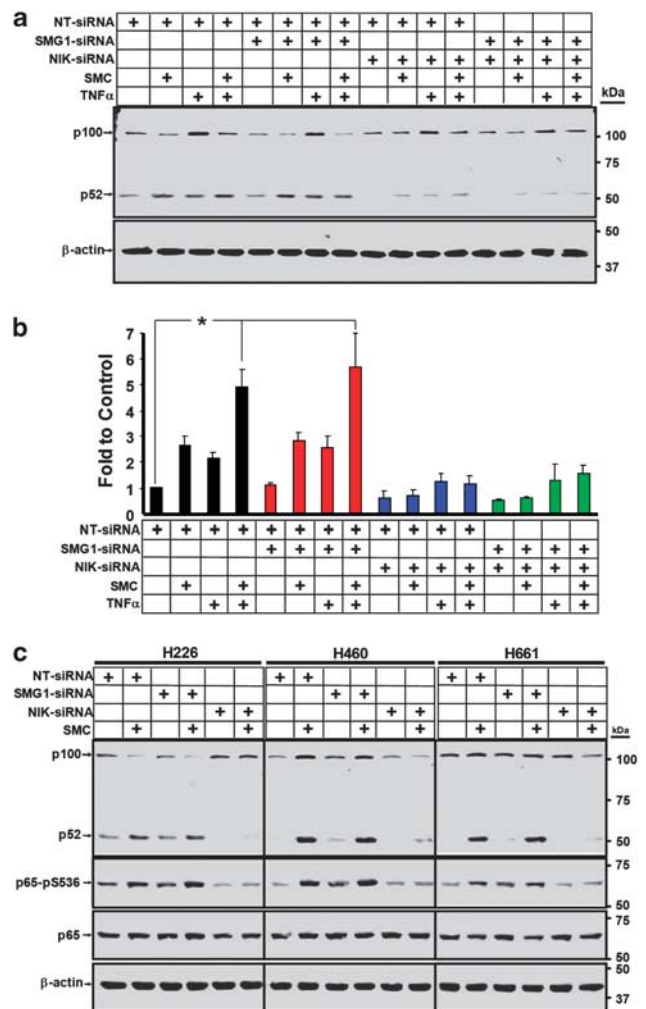 a
NT-siRNA + + + + + + + + + + + +
SMG1-siRNA + + + + + + + +
NIK-siRNA + + + + + + + +
SMC + + + + + + + +
TNFα + + + + + + + +
kDa
p100 100
75
p52 50
50
β-actin
37
b
*
Fold to Control
7
6
5
4
3
2
1
0
NT-siRNA + + + + + + + + + + + +
SMG1-siRNA + + + + + + + +
NIK-siRNA + + + + + + + +
SMC + + + + + + + +
TNFα + + + + + + + +
c
H226 H460 H661
NT-siRNA + + + + + +
SMG1-siRNA + + + + + +
NIK-siRNA + + + + + +
SMC + + + + + + + + +
kDa
p100 100
75
p52 50
75
p65-pS536
50
75
p65
50
50
β-actin
37